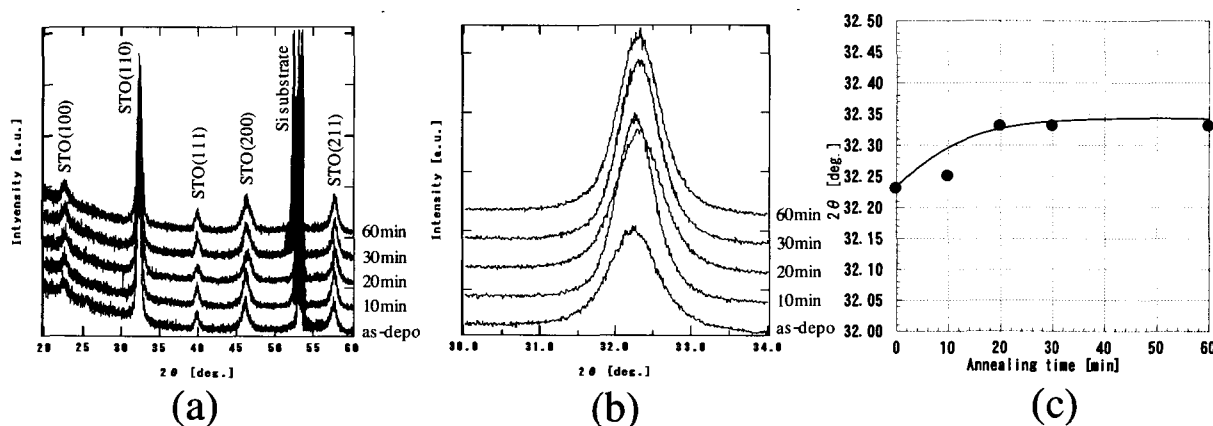 Intyensity [a.u.]
STO(100)
STO(110)
STO(111)
STO(200)
Si substrate
STO(211)
60min
30min
20min
10min
as-depo
20 25 30 35 40 45 50 55 60
2θ [deg.]
(a)
Intensity [a.u.]
60min
30min
20min
10min
as-depo
30.0 31.0 32.0 33.0 34.0
2θ [deg.]
(b)
2θ [deg.]
32.50
32.45
32.40
32.35
32.30
32.25
32.20
32.15
32.10
32.05
32.00
0 10 20 30 40 50 60
Annealing time [min]
(c)